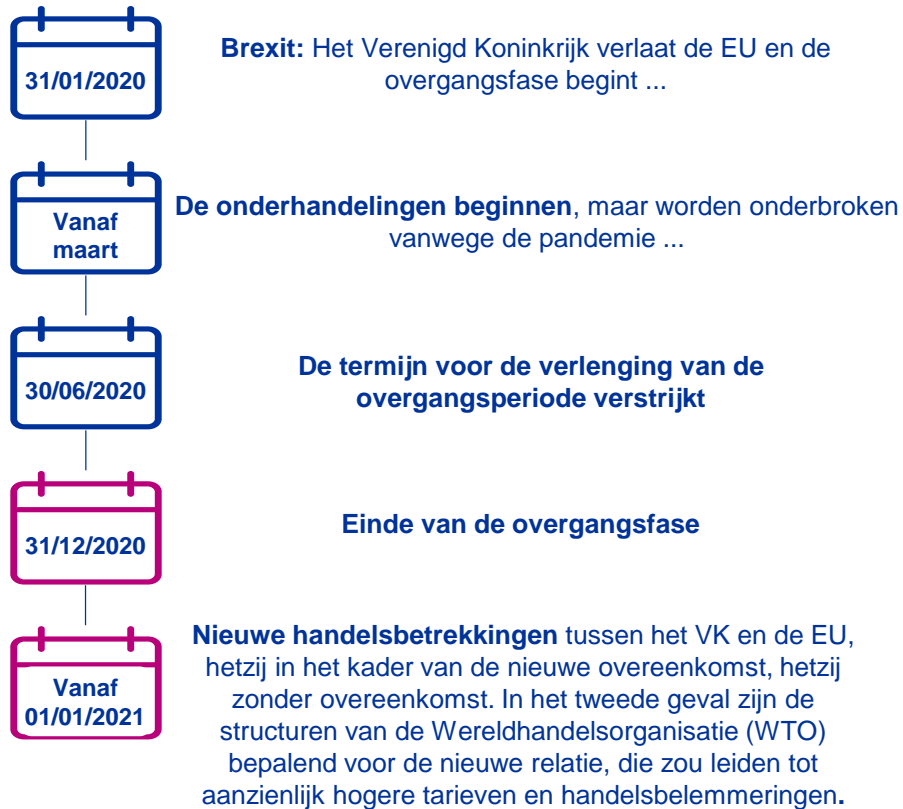 31/01/2020
Brexit: Het Verenigd Koninkrijk verlaat de EU en de
overgangsfase begint ...
Vanaf
maart
De onderhandelingen beginnen, maar worden onderbroken
vanwege de pandemie ...
30/06/2020
De termijn voor de verlenging van de
overgangsperiode verstrijkt
31/12/2020
Einde van de overgangsfase
Vanaf
01/01/2021
Nieuwe handelsbetrekkingen tussen het VK en de EU,
hetzij in het kader van de nieuwe overeenkomst, hetzij
zonder overeenkomst. In het tweede geval zijn de
structuren van de Wereldhandelsorganisatie (WTO)
bepalend voor de nieuwe relatie, die zou leiden tot
aanzienlijk hogere tarieven en handelsbelemmeringen.